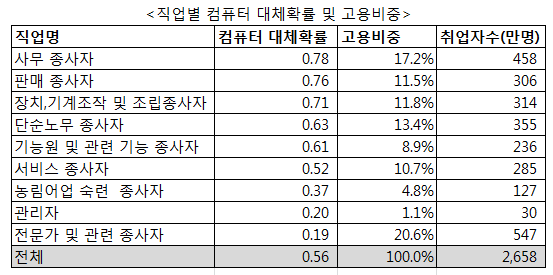 <직업별 컴퓨터 대체확률 및 고용비중>
직업명 컴퓨터 대체확률 고용비중 취업자수(만명)
사무 종사자 0.78 17.2% 458
판매 종사자 0.76 11.5% 306
장치,기계조작 및 조립종사자 0.71 11.8% 314
단순노무 종사자 0.63 13.4% 355
기능원 및 관련 기능 종사자 0.61 8.9% 236
서비스 종사자 0.52 10.7% 285
농림어업 숙련 종사자 0.37 4.8% 127
관리자 0.20 1.1% 30
전문가 및 관련 종사자 0.19 20.6% 547
전체 0.56 100.0% 2,658